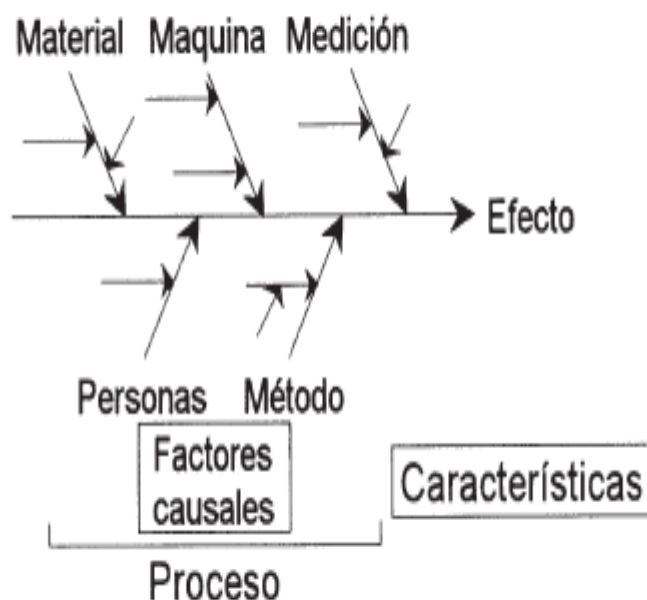 Material Maquina Medición
Efecto
Personas Método
Factores
causales
Características
Proceso